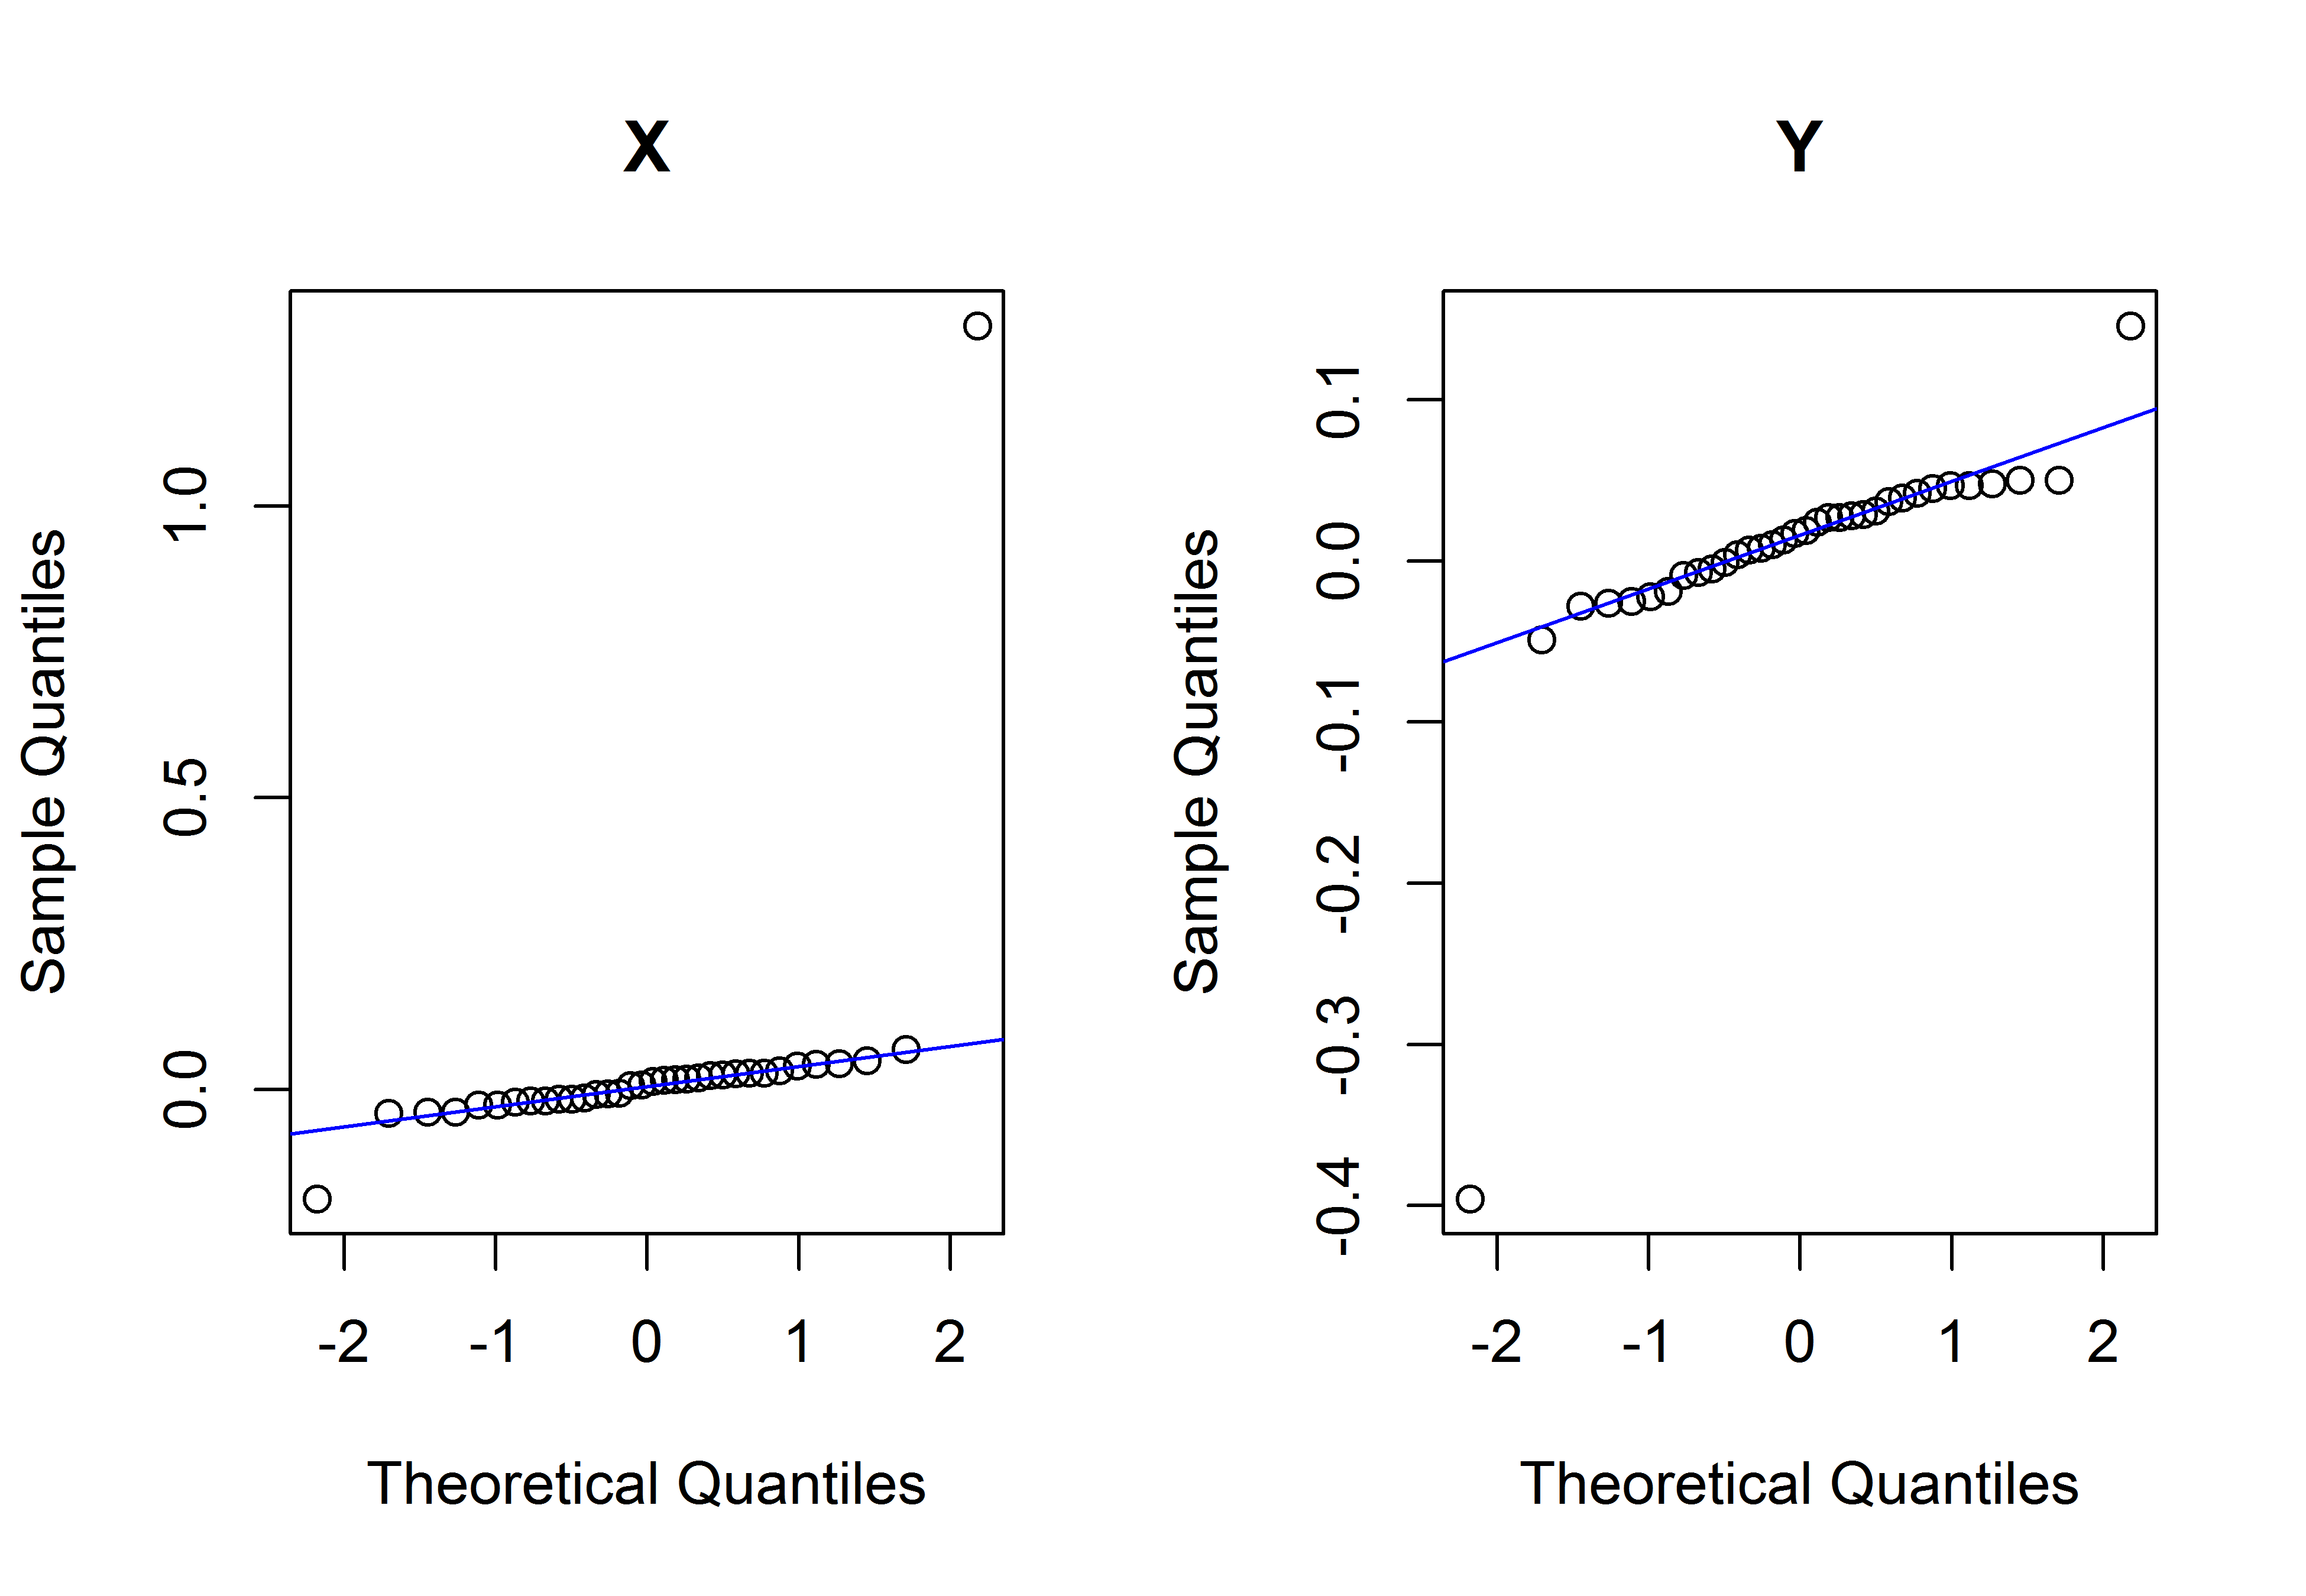 X
Sample Quantiles
1.0
0.5
0.0
-2 -1 0 1 2
Theoretical Quantiles
Y
Sample Quantiles
0.1
0.0
-0.1
-0.2
-0.3
-0.4
-2 -1 0 1 2
Theoretical Quantiles